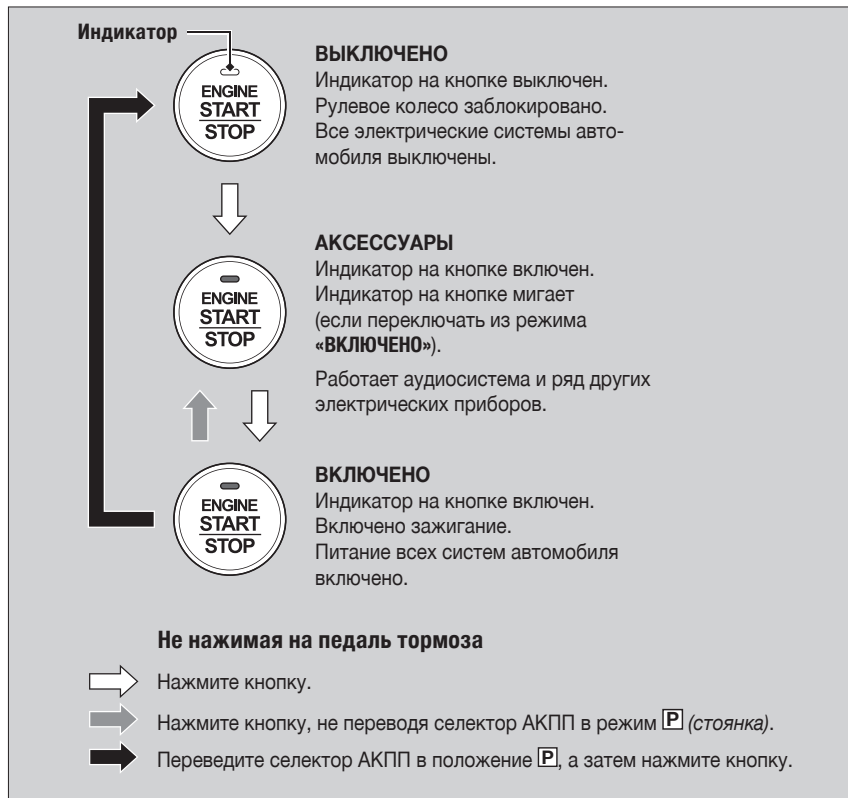 Индикатор
ENGINE
START
STOP
ВЫКЛЮЧЕНО
Индикатор на кнопке выключен.
Рулевое колесо заблокировано.
Все электрические системы авто-
мобиля выключены.
ENGINE
START
STOP
АКСЕССУАРЫ
Индикатор на кнопке включен.
Индикатор на кнопке мигает
(если переключать из режима
«ВКЛЮЧЕНО»).
Работает аудиосистема и ряд других
электрических приборов.
ENGINE
START
STOP
ВКЛЮЧЕНО
Индикатор на кнопке включен.
Включено зажигание.
Питание всех систем автомобиля
включено.
Не нажимая на педаль тормоза
Нажмите кнопку.
Нажмите кнопку, не переводя селектор АКПП в режим P (стоянка).
Переведите селектор АКПП в положение P, а затем нажмите кнопку.